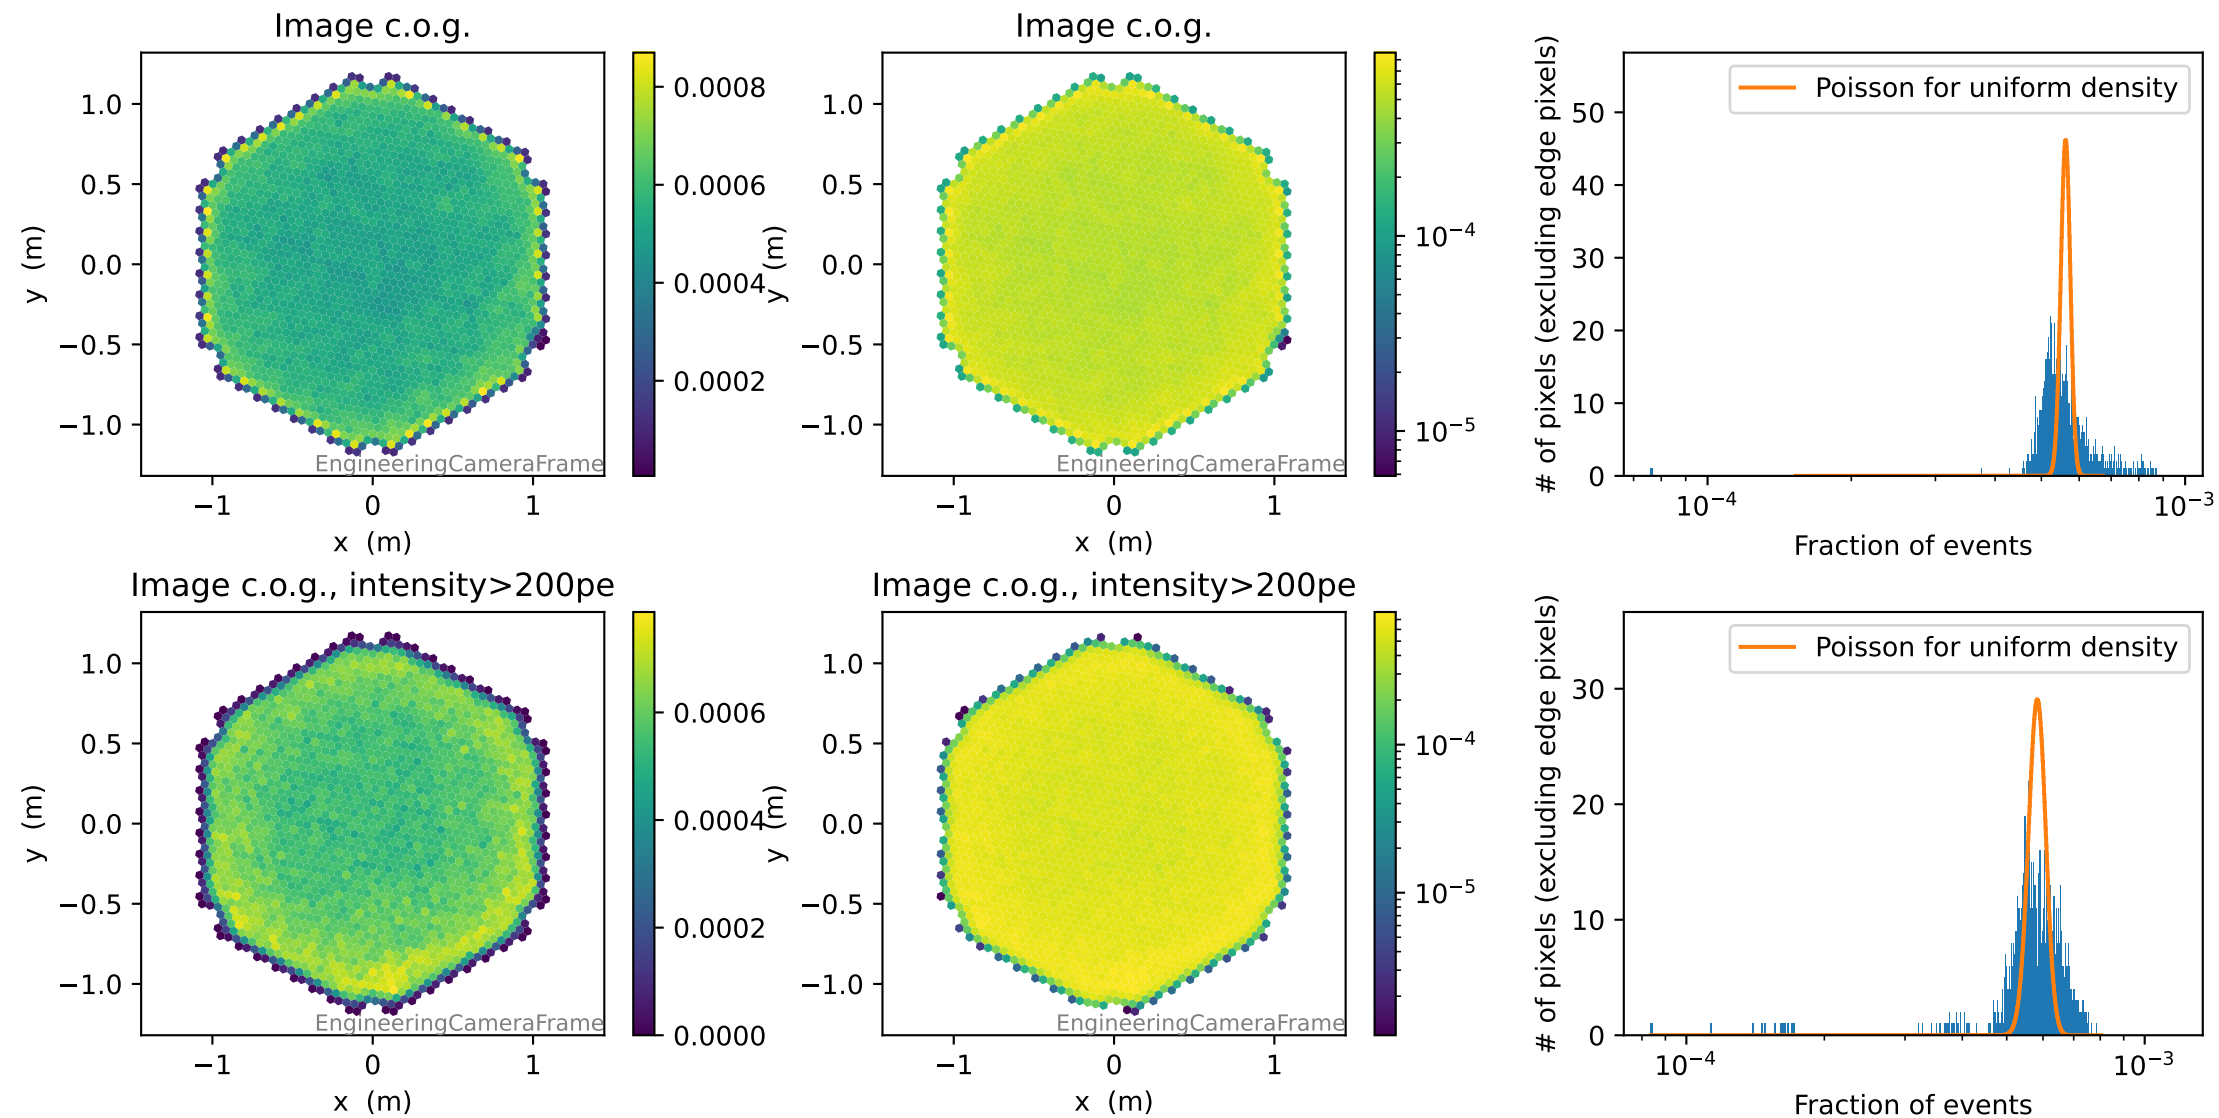 Image c.o.g.
y (m)
1.0
0.5
0.0
−0.5
−1.0
−1
0
1
x (m)
EngineeringCameraFrame
0.0008
0.0006
0.0004
0.0002
Image c.o.g.
y (m)
1.0
0.5
0.0
−0.5
−1.0
−1
0
1
x (m)
EngineeringCameraFrame
10⁻⁴
10⁻⁵
# of pixels (excluding edge pixels)
50
40
30
20
10
0
Poisson for uniform density
10⁻⁴
10⁻³
Fraction of events
Image c.o.g., intensity>200pe
y (m)
1.0
0.5
0.0
−0.5
−1.0
−1
0
1
x (m)
EngineeringCameraFrame
0.0006
0.0004
0.0002
0.0000
Image c.o.g., intensity>200pe
y (m)
1.0
0.5
0.0
−0.5
−1.0
−1
0
1
x (m)
EngineeringCameraFrame
10⁻⁴
10⁻⁵
# of pixels (excluding edge pixels)
30
20
10
0
Poisson for uniform density
10⁻⁴
10⁻³
Fraction of events